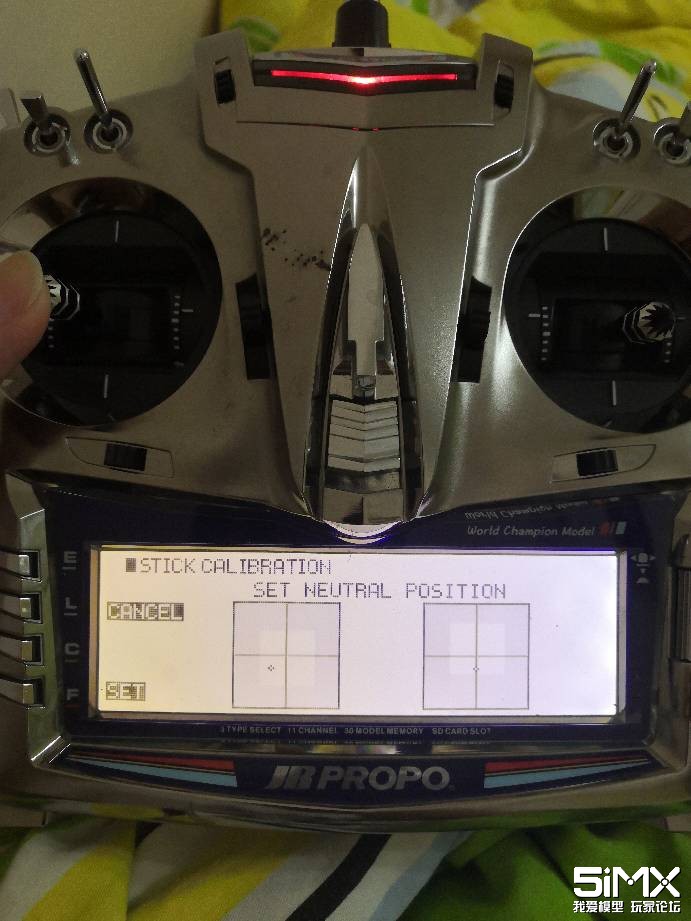 World Champion Model
STICK CALIBRATION
SET NEUTRAL POSITION
CANCEL
SET
E
L
C
F
3 TYPE SELECT 11 CHANNEL 30 MODEL MEMORY SD CARD SLOT
JR PROPO
5iMX
我爱模型 玩家论坛